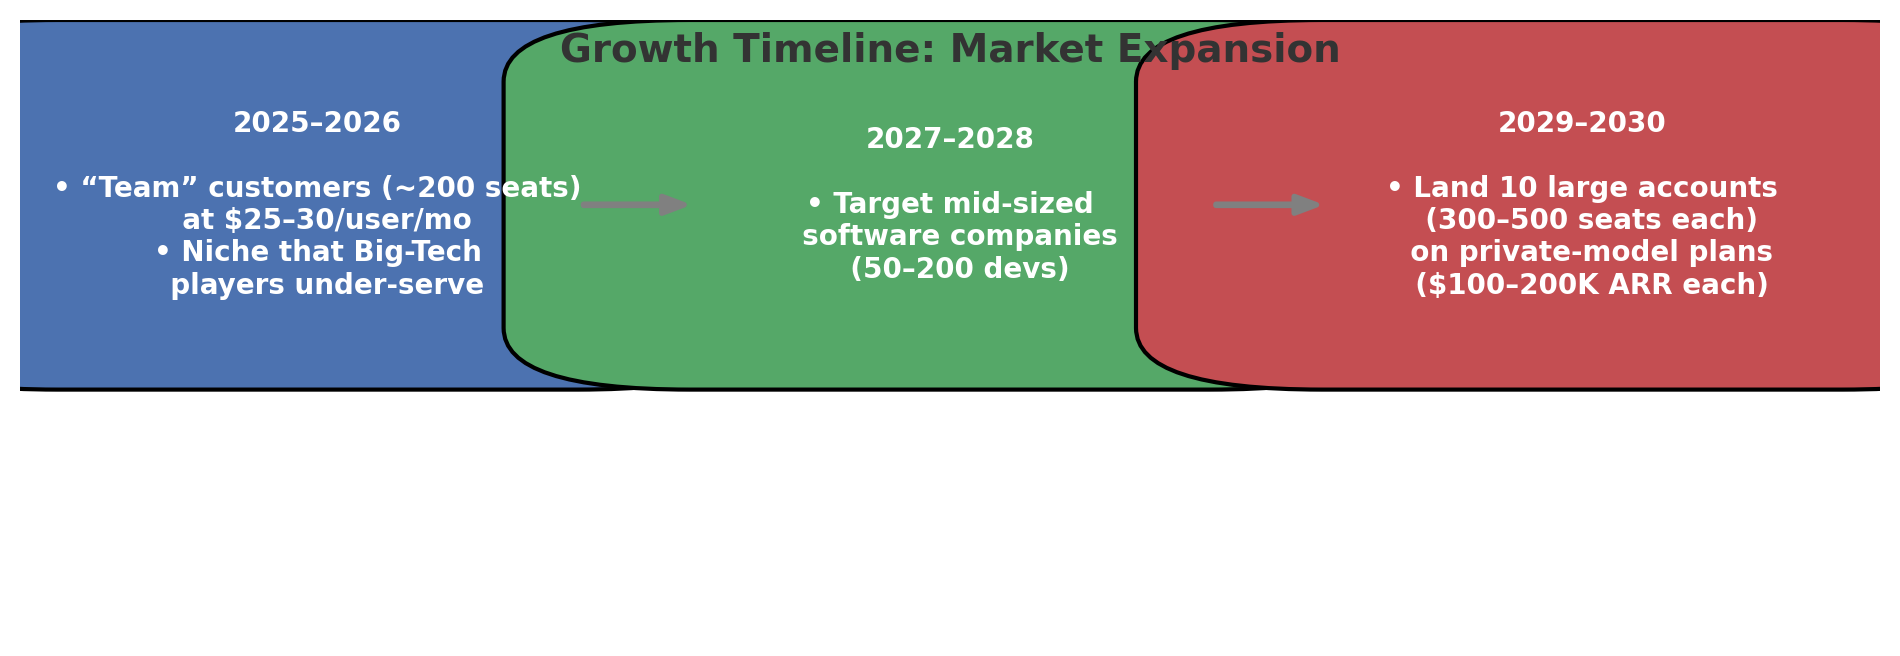 Growth Timeline: Market Expansion
2025–2026
• “Team” customers (~200 seats)
at $25–30/user/mo
• Niche that Big-Tech
players under-serve
2027–2028
• Target mid-sized
software companies
(50–200 devs)
2029–2030
• Land 10 large accounts
(300–500 seats each)
on private-model plans
($100–200K ARR each)